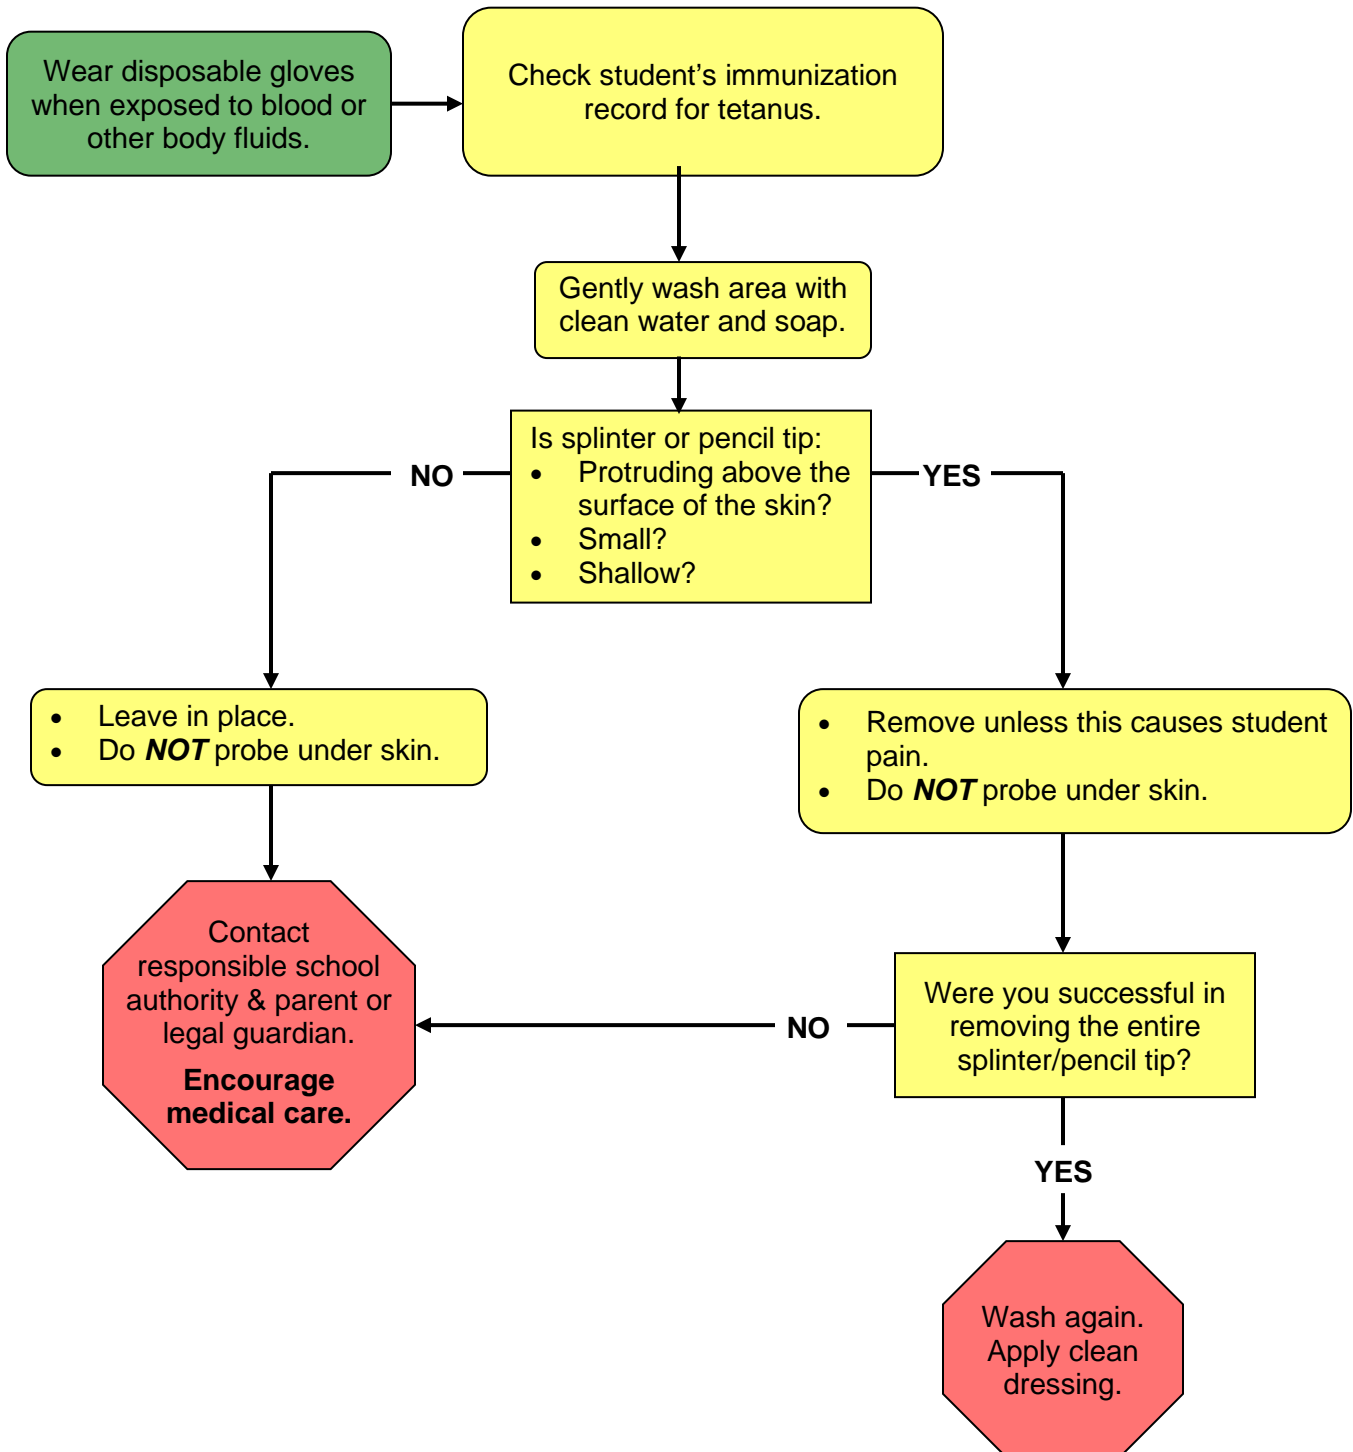 Wear disposable gloves
when exposed to blood or
other body fluids.
Check student’s immunization
record for tetanus.
Gently wash area with
clean water and soap.
Is splinter or pencil tip:
• Protruding above the
surface of the skin?
• Small?
• Shallow?
NO
YES
• Leave in place.
• Do NOT probe under skin.
• Remove unless this causes student
pain.
• Do NOT probe under skin.
Contact
responsible school
authority & parent or
legal guardian.
Encourage
medical care.
NO
Were you successful in
removing the entire
splinter/pencil tip?
YES
Wash again.
Apply clean
dressing.